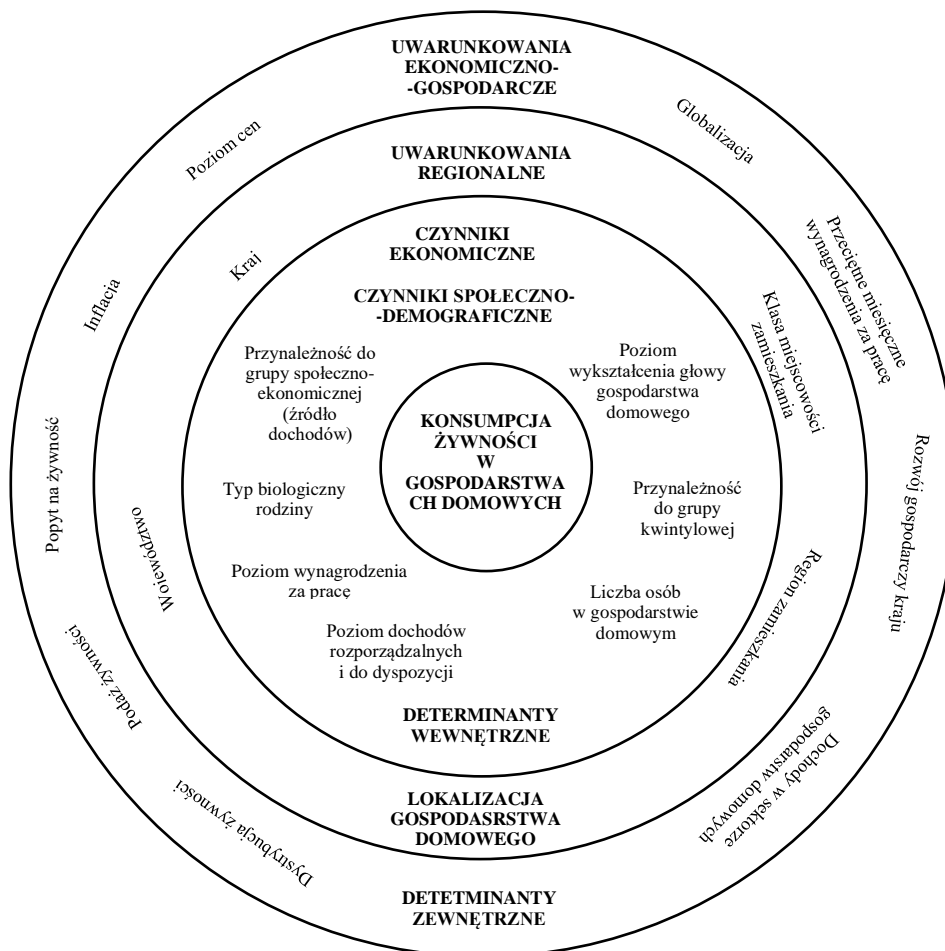 UWARUNKOWANIA
EKONOMICZNO-
-GOSPODARCZE
Poziom cen
Globalizacja
Inflacja
Przeciętne miesięczne
wynagrodzenia za pracę
Popyt na żywność
Rozwój gospodarczy kraju
Podaż żywności
Dochody w sektorze
gospodarstw domowych
Dystrybucja żywności
DETETMINANTY
ZEWNĘTRZNE
UWARUNKOWANIA
REGIONALNE
Kraj
Klasa miejscowości
zamieszkania
Województwo
Region zamieszkania
LOKALIZACJA
GOSPODASRSTWA
DOMOWEGO
CZYNNIKI
EKONOMICZNE
CZYNNIKI SPOŁECZNO-
-DEMOGRAFICZNE
Przynależność do
grupy społeczno-
ekonomicznej
(źródło
dochodów)
Poziom
wykształcenia głowy
gospodarstwa
domowego
Typ biologiczny
rodziny
Przynależność
do grupy
kwintylowej
Poziom wynagrodzenia
za pracę
Liczba osób
w gospodarstwie
domowym
Poziom dochodów
rozporządzalnych
i do dyspozycji
DETERMINANTY
WEWNĘTRZNE
KONSUMPCJA
ŻYWNOŚCI
W
GOSPODARSTWA
CH DOMOWYCH